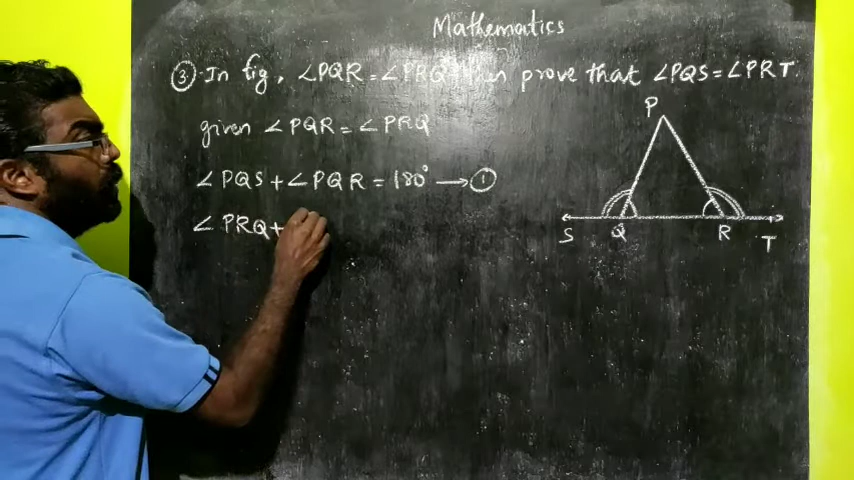 Mathematics
③. In fig, ∠PQR = ∠PRQ then prove that ∠PQS = ∠PRT.
given ∠PQR = ∠PRQ
∠PQS + ∠PQR = 180° → ①
∠PRQ +
P
S Q R T